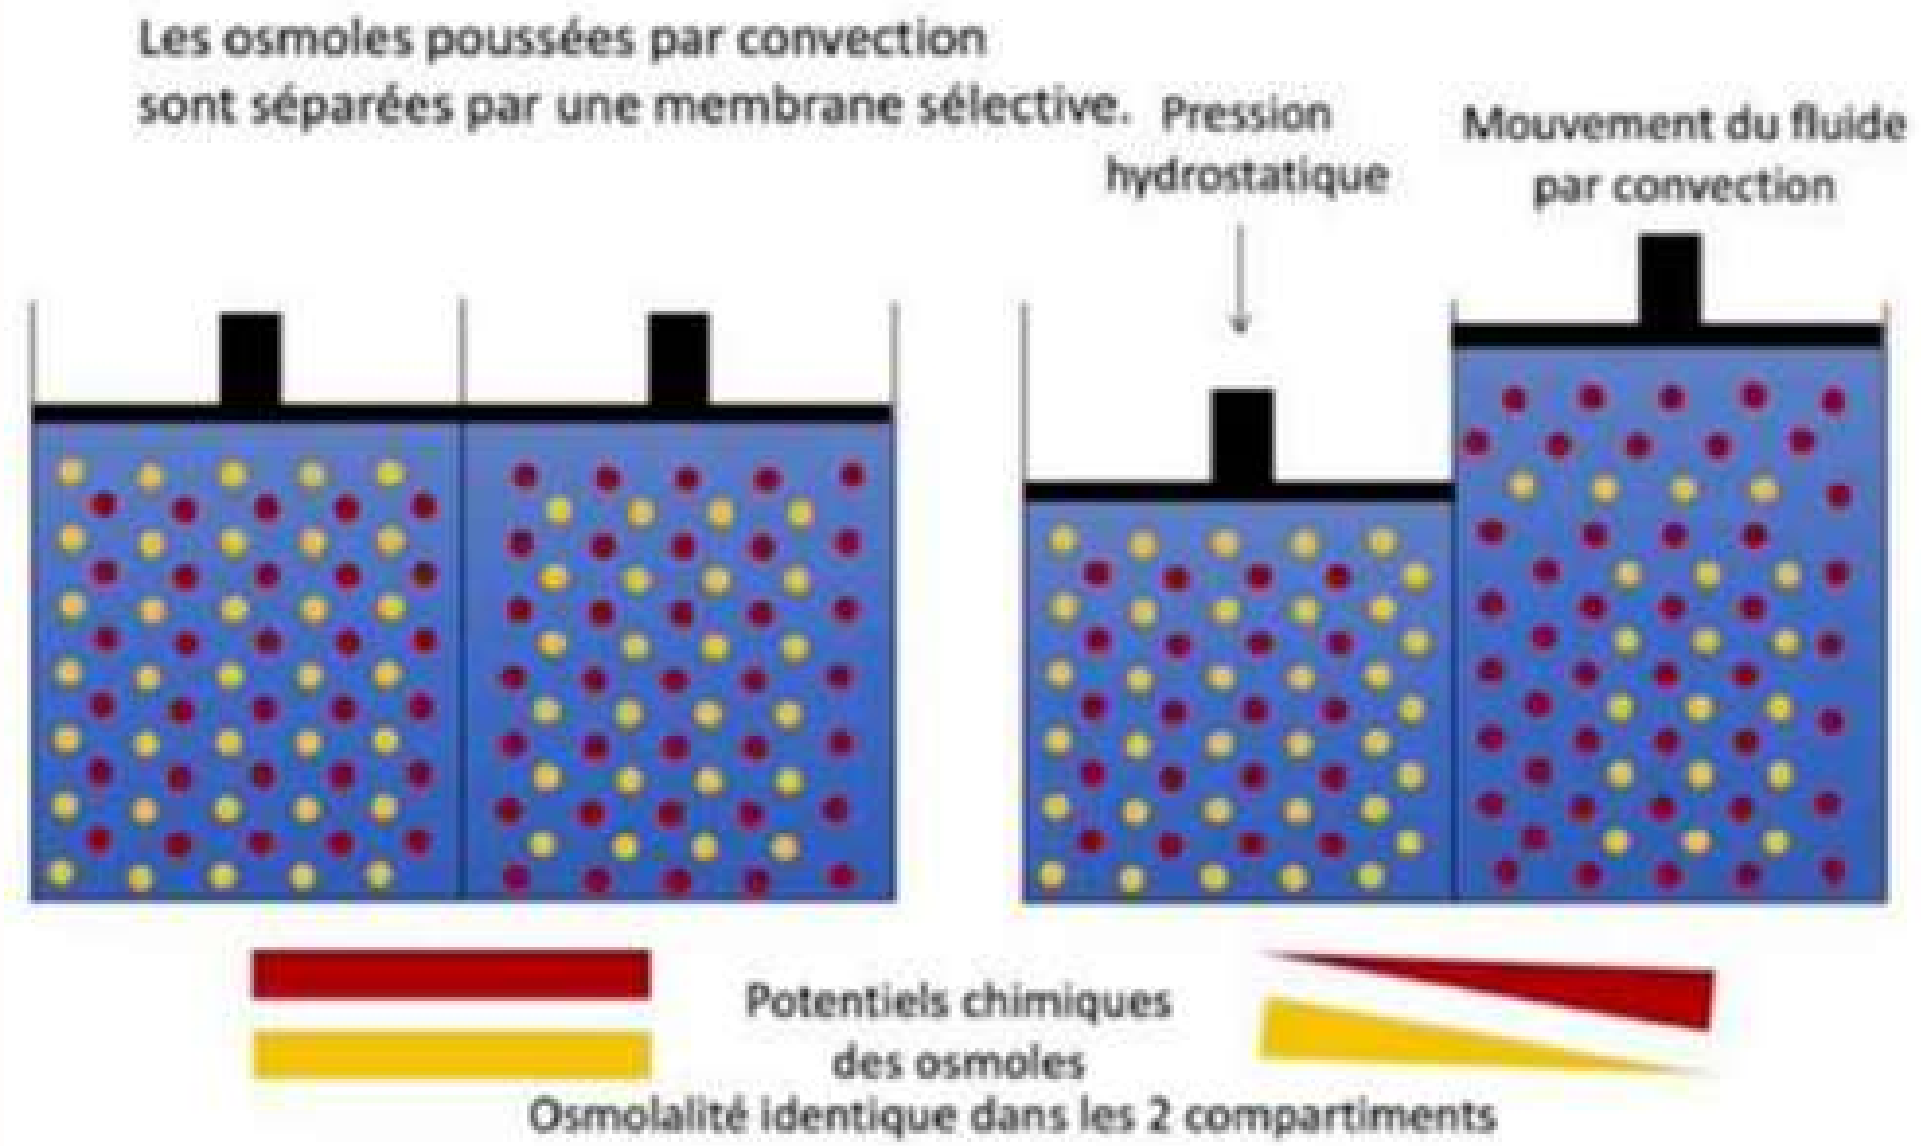 Les osmoles poussées par convection
sont séparées par une membrane sélective.
Pression
hydrostatique
Mouvement du fluide
par convection
Potentiels chimiques
des osmoles
Osmolalité identique dans les 2 compartiments